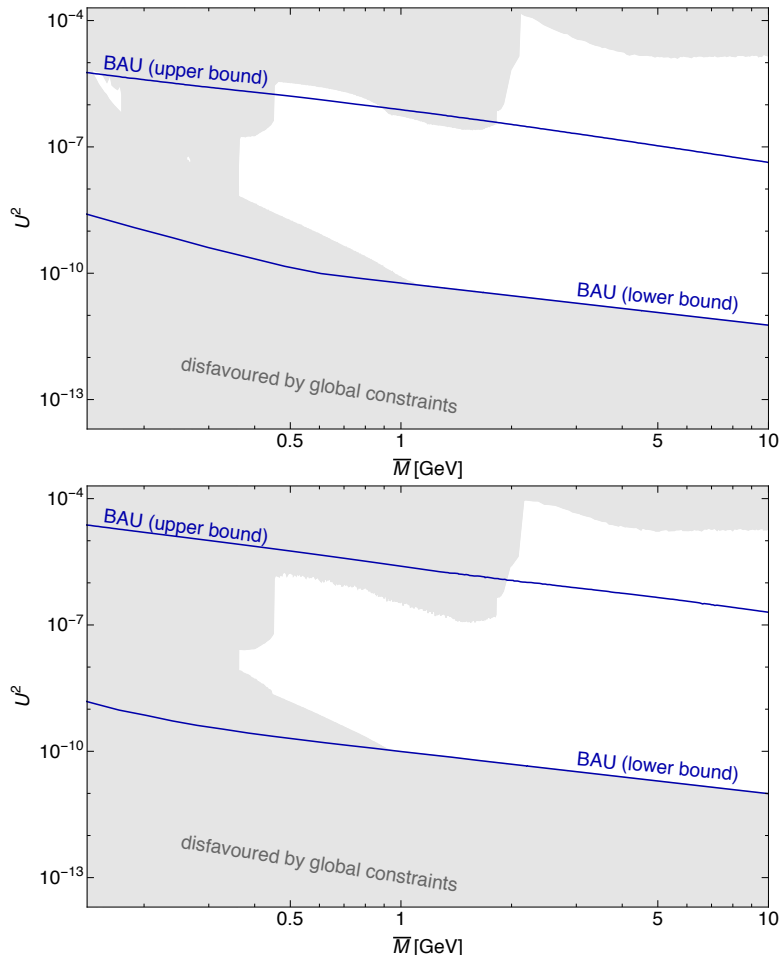 10⁻⁴
BAU (upper bound)
10⁻⁷
U²
10⁻¹⁰
BAU (lower bound)
disfavoured by global constraints
10⁻¹³
0.5 1 5 10
M̅ [GeV]
10⁻⁴
BAU (upper bound)
10⁻⁷
U²
10⁻¹⁰
BAU (lower bound)
disfavoured by global constraints
10⁻¹³
0.5 1 5 10
M̅ [GeV]